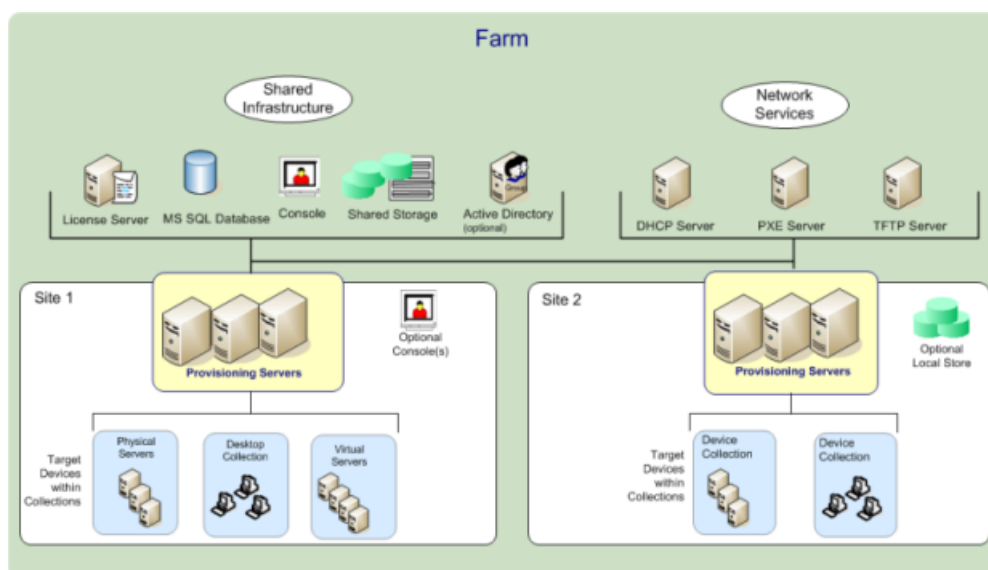 Farm
Shared
Infrastructure
Network
Services
License Server
MS SQL Database
Console
Shared Storage
Group
Active Directory
(optional)
DHCP Server
PXE Server
TFTP Server
Site 1
Provisioning Servers
Optional
Console(s)
Target
Devices
within
Collections
Physical
Servers
Desktop
Collection
Virtual
Servers
Site 2
Provisioning Servers
Optional
Local Store
Target
Devices
within
Collections
Device
Collection
Device
Collection